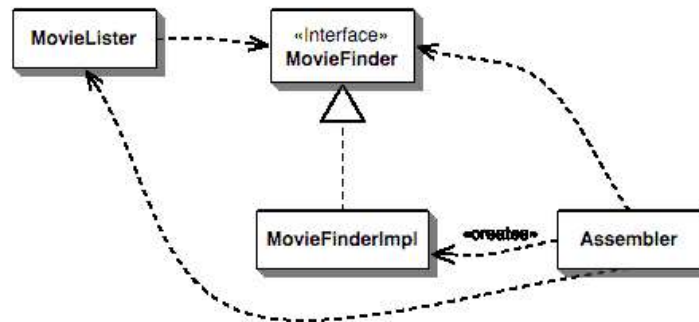 MovieLister
«Interface»
MovieFinder
MovieFinderImpl
«creates»
Assembler